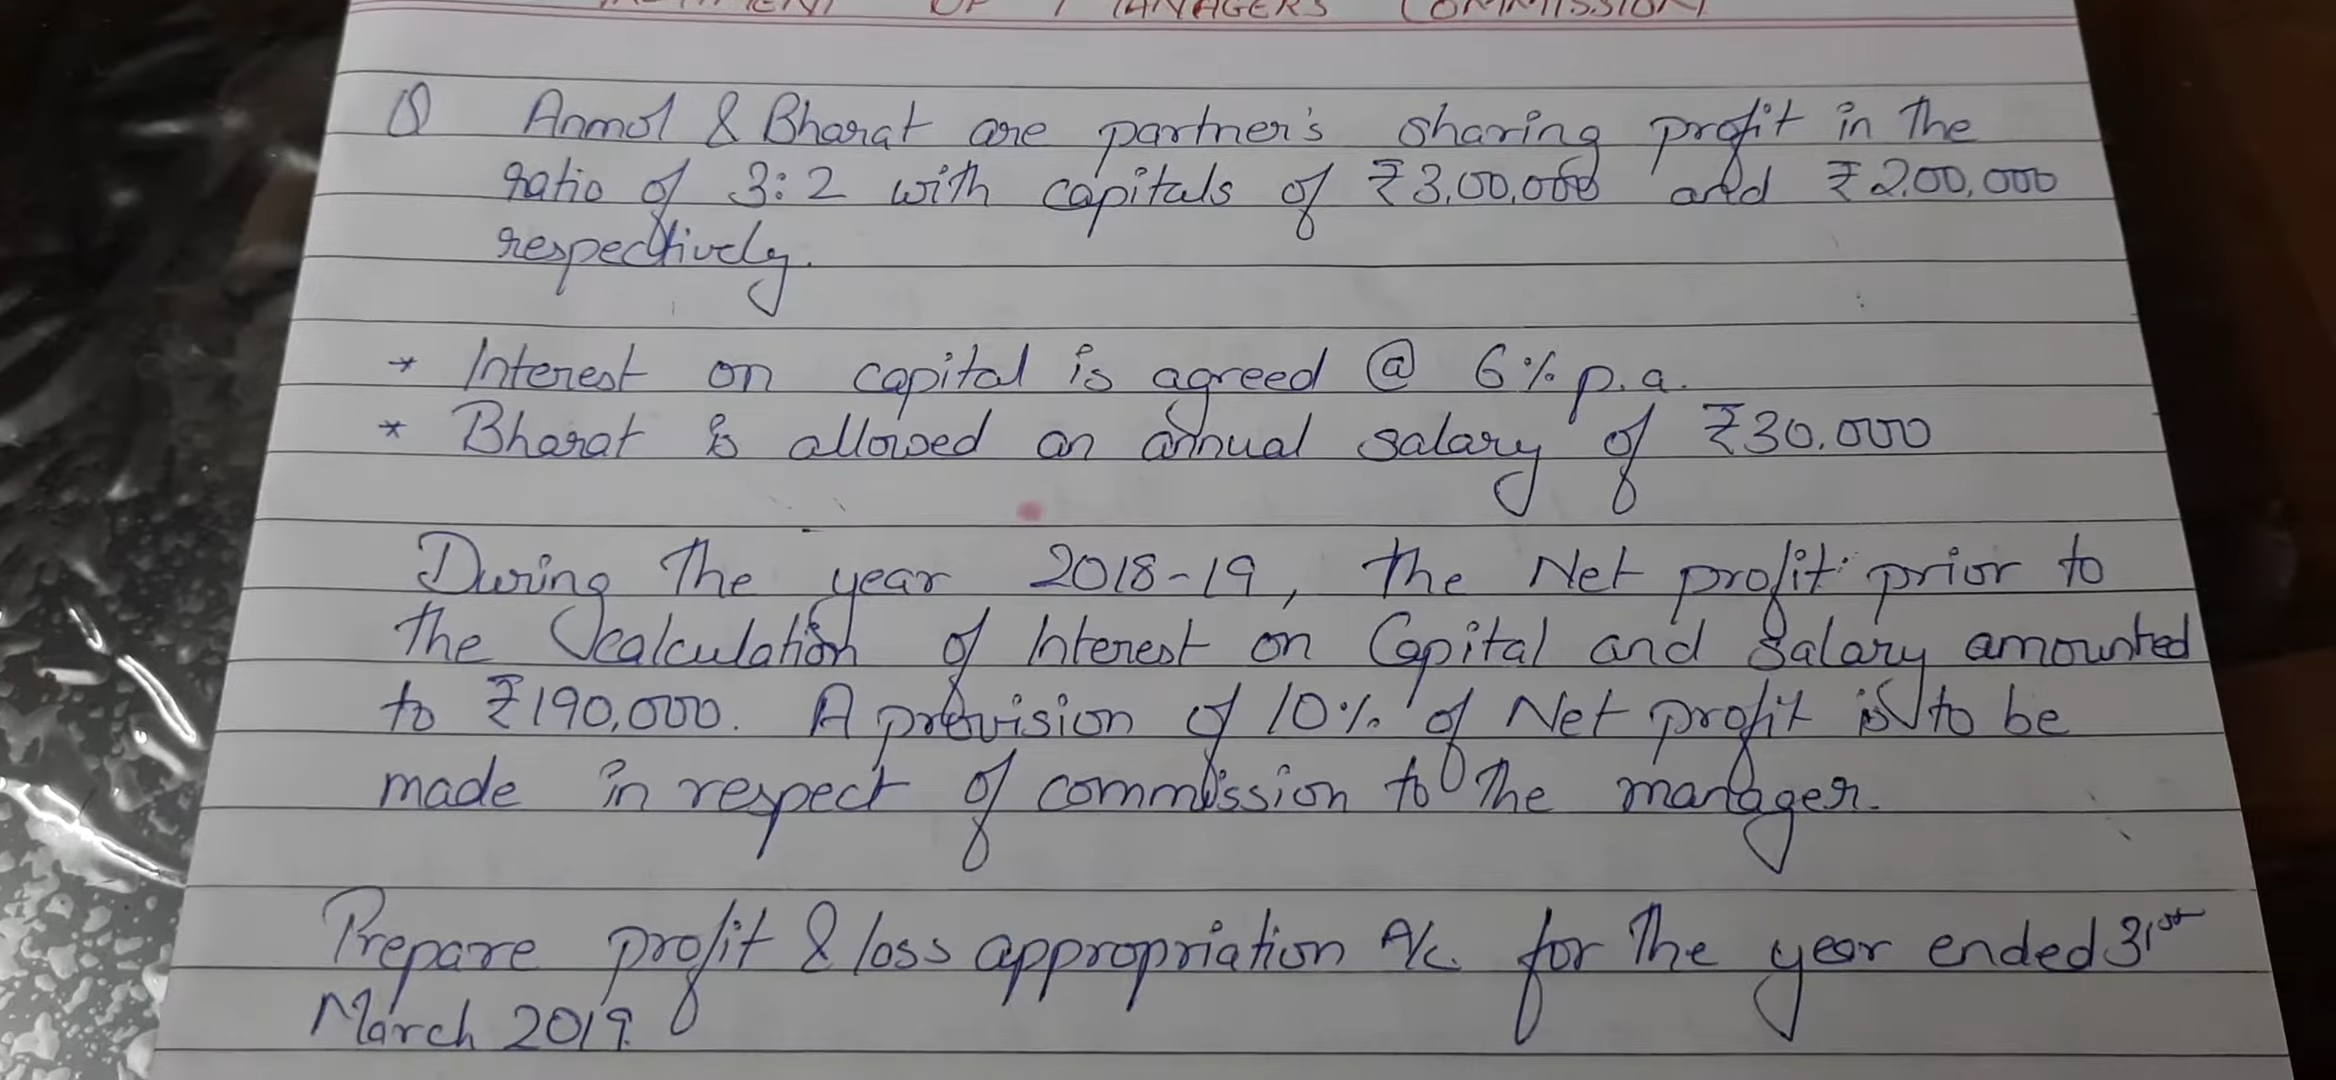 OF MANAGERS COMMISSION
Q Anmol & Bharat are partner's sharing profit in the
ratio of 3:2 with capitals of ₹3,00,000 and ₹2,00,000
respectively.
* Interest on capital is agreed @ 6% p.a.
* Bharat is allowed an annual salary of ₹30,000
During the year 2018-19, the Net profit prior to
the calculation of Interest on Capital and Salary amounted
to ₹190,000. A provision of 10% of Net profit is to be
made in respect of commission to the manager.
Prepare profit & loss appropriation A/c. for the year ended 31st
March 2019.